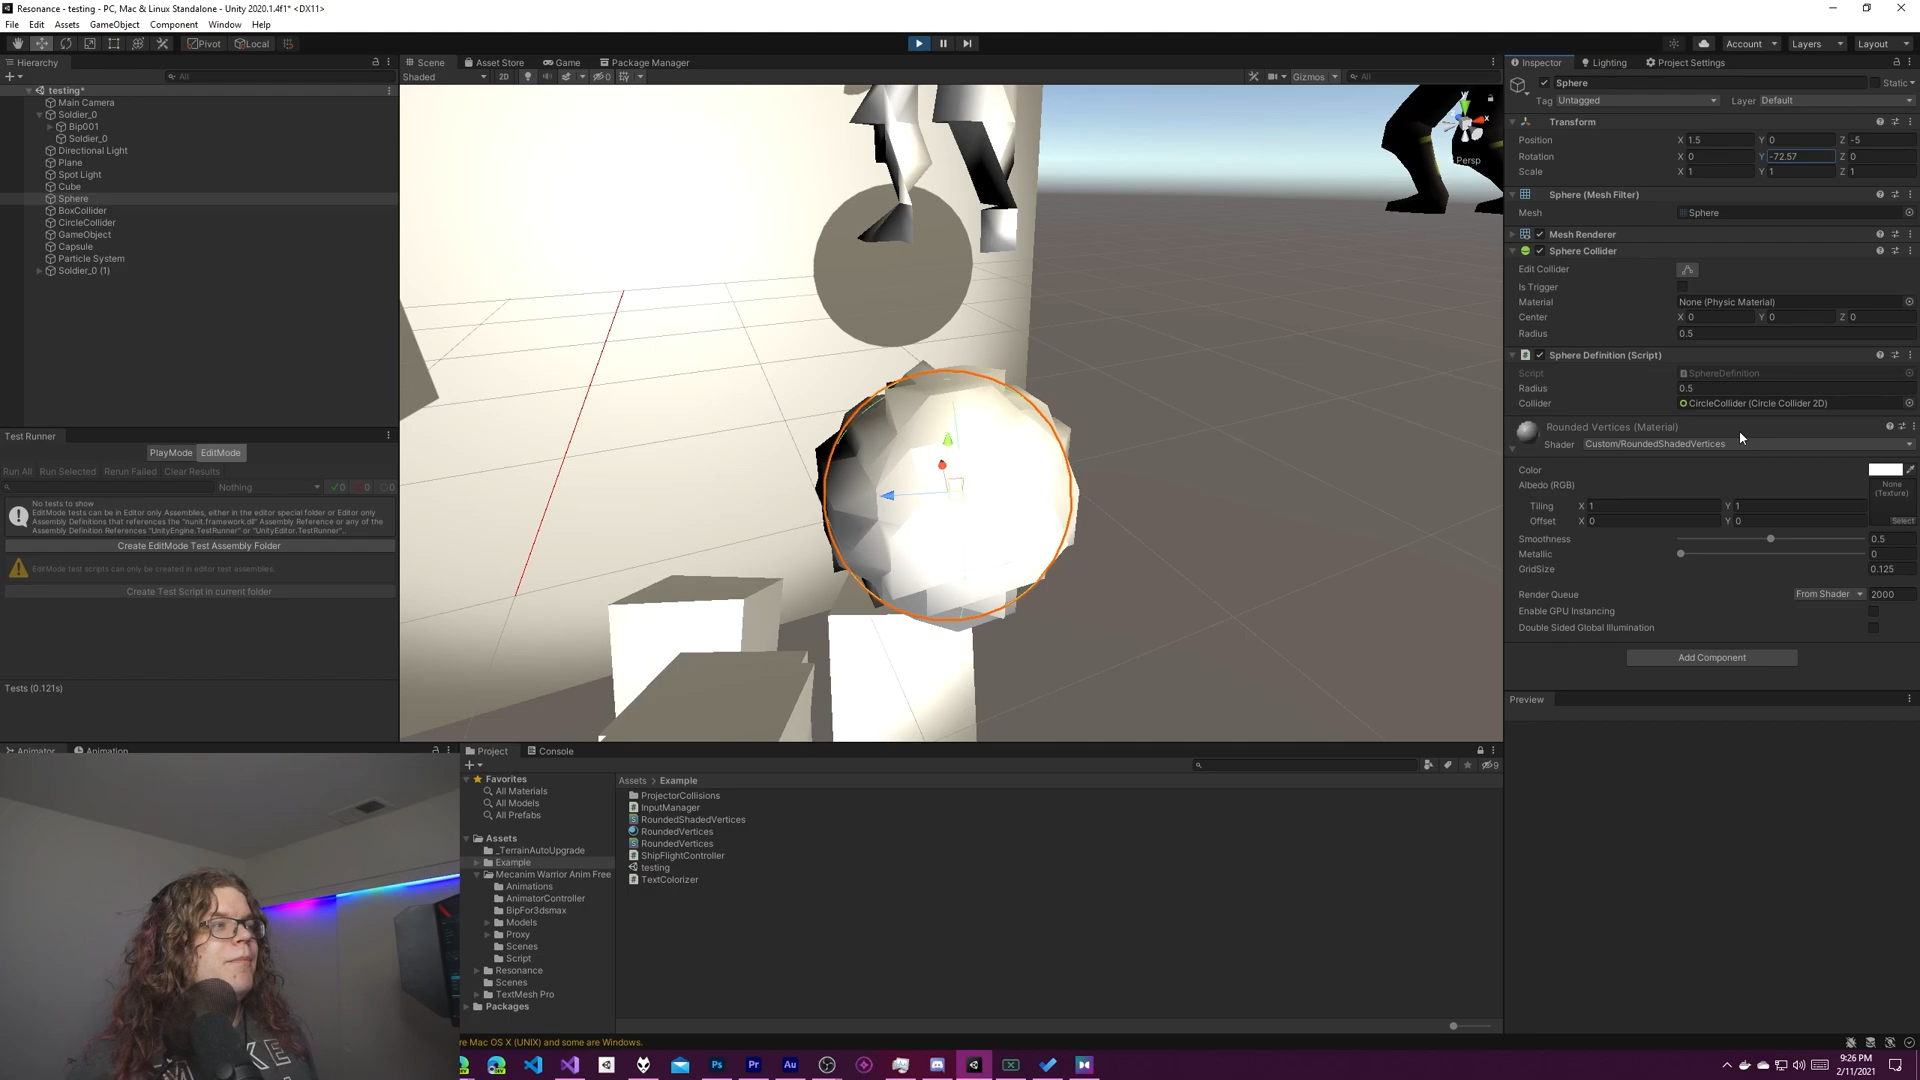 Resonance - testing - PC, Mac & Linux Standalone - Unity 2020.1.4f1* <DX11>
File Edit Assets GameObject Component Window Help
Pivot Local
Account Layers Layout
Hierarchy
All
testing*
Main Camera
Soldier_0
Bip001
Soldier_0
Directional Light
Plane
Spot Light
Cube
Sphere
BoxCollider
CircleCollider
GameObject
Capsule
Particle System
Soldier_0 (1)
Test Runner
PlayMode EditMode
Run All Run Selected Rerun Failed Clear Results
Nothing 0 0 0
No tests to show
EditMode tests can be in Editor only Assemblies, either in the editor special folder or Editor only
Assembly Definitions that references the "nunit.framework.dll" Assembly Reference or any of the
Assembly Definition References "UnityEngine.TestRunner" or "UnityEditor.TestRunner"..
Create EditMode Test Assembly Folder
EditMode test scripts can only be created in editor test assemblies.
Create Test Script in current folder
Tests (0.121s)
Animator Animation
Scene Asset Store Game Package Manager
Shaded 2D 0 Gizmos All
y x
Persp
Inspector Lighting Project Settings
Sphere Static
Tag Untagged Layer Default
Transform
Position X 1.5 Y 0 Z -5
Rotation X 0 Y -72.57 Z 0
Scale X 1 Y 1 Z 1
Sphere (Mesh Filter)
Mesh Sphere
Mesh Renderer
Sphere Collider
Edit Collider
Is Trigger
Material None (Physic Material)
Center X 0 Y 0 Z 0
Radius 0.5
Sphere Definition (Script)
Script SphereDefinition
Radius 0.5
Collider CircleCollider (Circle Collider 2D)
Rounded Vertices (Material)
Shader Custom/RoundedShadedVertices
Color
Albedo (RGB) None
(Texture)
Tiling X 1 Y 1
Offset X 0 Y 0 Select
Smoothness 0.5
Metallic 0
GridSize 0.125
Render Queue From Shader 2000
Enable GPU Instancing
Double Sided Global Illumination
Add Component
Preview
Project Console
9
Favorites
All Materials
All Models
All Prefabs
Assets
_TerrainAutoUpgrade
Example
Mecanim Warrior Anim Free
Animations
AnimatorController
BipFor3dsmax
Models
Proxy
Scenes
Script
Resonance
Scenes
TextMesh Pro
Packages
Assets > Example
ProjectorCollisions
InputManager
RoundedShadedVertices
RoundedVertices
RoundedVertices
ShipFlightController
testing
TextColorizer
re Mac OS X (UNIX) and some are Windows.
Ps Pr Au
9:26 PM
2/11/2021